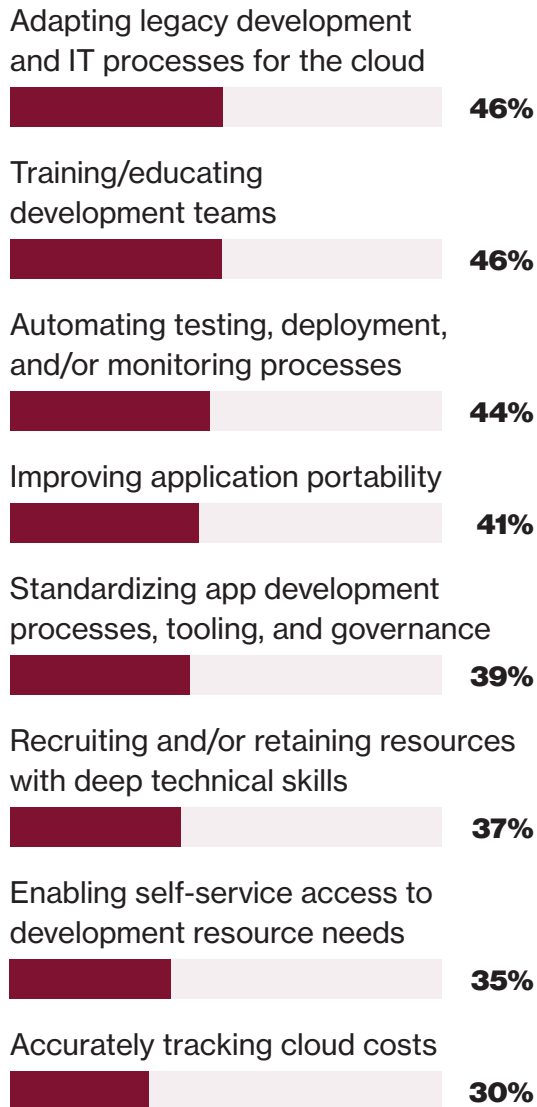 Adapting legacy development
and IT processes for the cloud
46%
Training/educating
development teams
46%
Automating testing, deployment,
and/or monitoring processes
44%
Improving application portability
41%
Standardizing app development
processes, tooling, and governance
39%
Recruiting and/or retaining resources
with deep technical skills
37%
Enabling self-service access to
development resource needs
35%
Accurately tracking cloud costs
30%